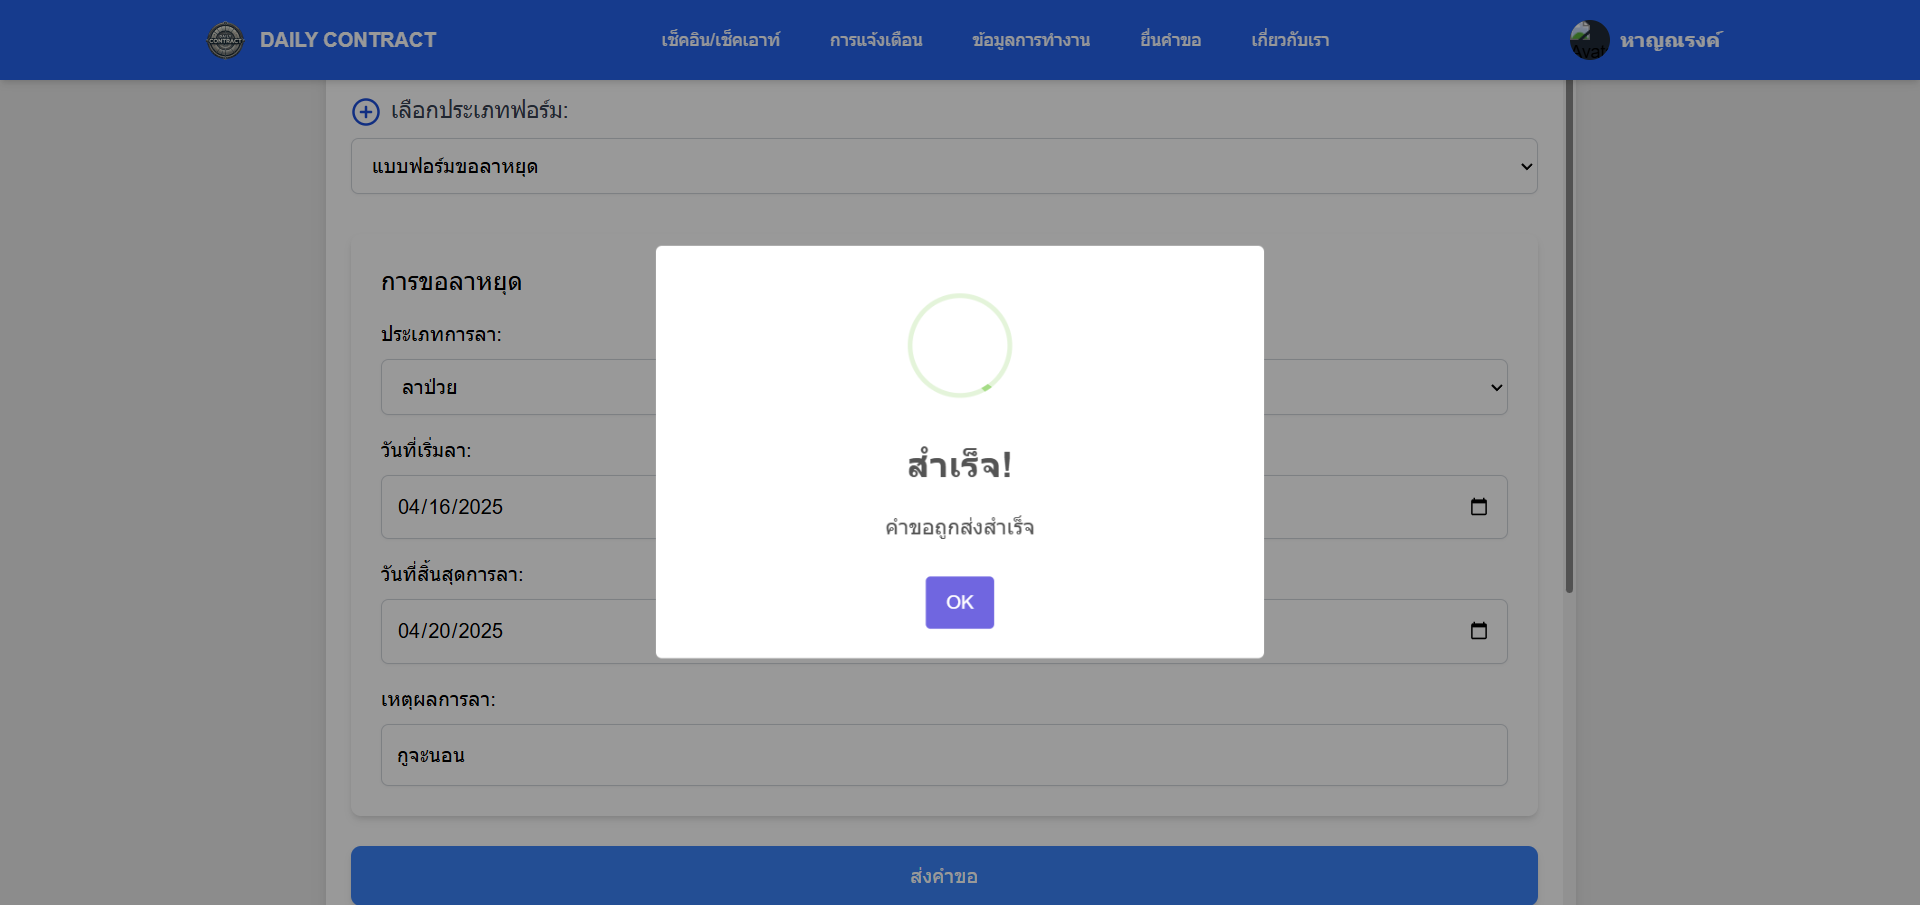 DAILY CONTRACT
เช็คอิน/เช็คเอาท์
การแจ้งเตือน
ข้อมูลการทำงาน
ยื่นคำขอ
เกี่ยวกับเรา
หาญณรงค์
เลือกประเภทฟอร์ม:
แบบฟอร์มขอลาหยุด
การขอลาหยุด
ประเภทการลา:
ลาป่วย
วันที่เริ่มลา:
04/16/2025
วันที่สิ้นสุดการลา:
04/20/2025
เหตุผลการลา:
กูจะนอน
สำเร็จ!
คำขอถูกส่งสำเร็จ
OK
ส่งคำขอ